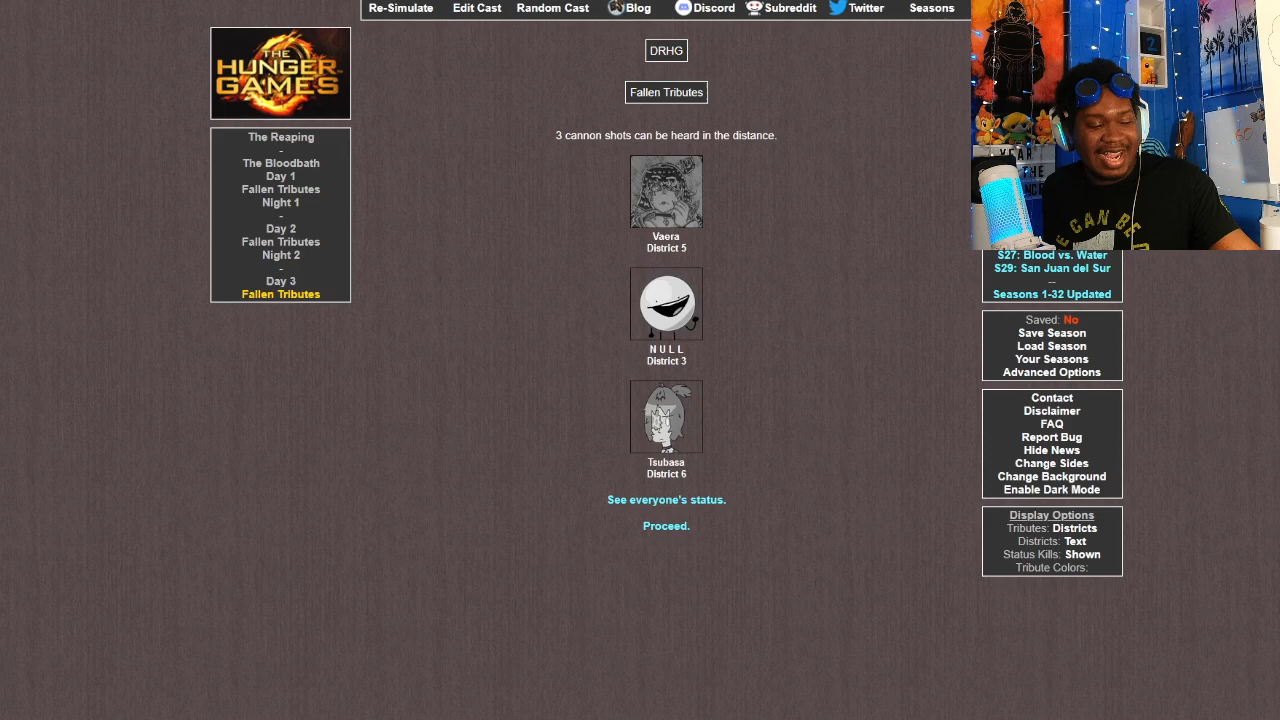 Re-Simulate Edit Cast Random Cast Blog Discord Subreddit Twitter Seasons
THE
HUNGER
GAMES
The Reaping
-
The Bloodbath
Day 1
Fallen Tributes
Night 1
-
Day 2
Fallen Tributes
Night 2
-
Day 3
Fallen Tributes
DRHG
Fallen Tributes
3 cannon shots can be heard in the distance.
Vaera
District 5
N U L L
District 3
Tsubasa
District 6
See everyone's status.
Proceed.
2
YEAR
THE
E CAN BE
S27: Blood vs. Water
S29: San Juan del Sur
--
Seasons 1-32 Updated
Saved: No
Save Season
Load Season
Your Seasons
Advanced Options
Contact
Disclaimer
FAQ
Report Bug
Hide News
Change Sides
Change Background
Enable Dark Mode
Display Options
Tributes: Districts
Districts: Text
Status Kills: Shown
Tribute Colors: